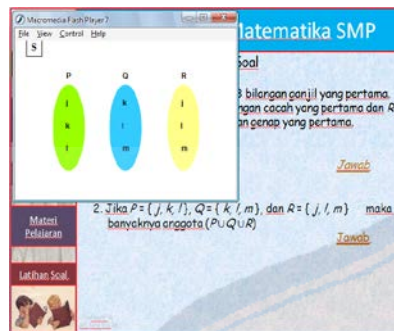 Macromedia Flash Player 7
File View Control Help
S
P Q R
j k j
k l l
l m m
Matematika SMP
Soal
3 bilangan ganjil yang pertama.
ngan cacah yang pertama dan R
an genap yang pertama.
Jawab
2. Jika P = { j, k, l }, Q = { k, l, m }, dan R = { j, l, m } maka
banyaknya anggota (P∪Q∪R)
Jawab
Materi
Pelajaran
Latihan Soal